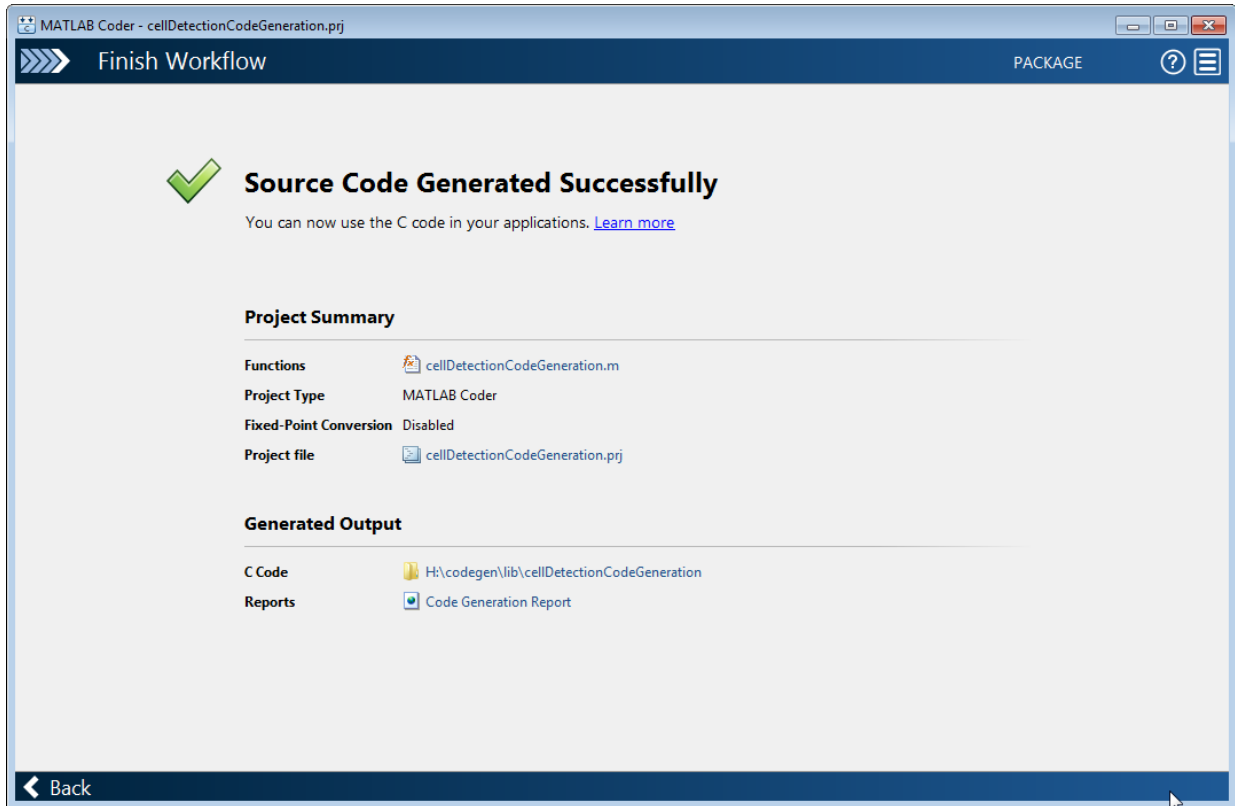 MATLAB Coder - cellDetectionCodeGeneration.prj
Finish Workflow PACKAGE
Source Code Generated Successfully
You can now use the C code in your applications. Learn more
Project Summary
Functions cellDetectionCodeGeneration.m
Project Type MATLAB Coder
Fixed-Point Conversion Disabled
Project file cellDetectionCodeGeneration.prj
Generated Output
C Code H:\codegen\lib\cellDetectionCodeGeneration
Reports Code Generation Report
Back